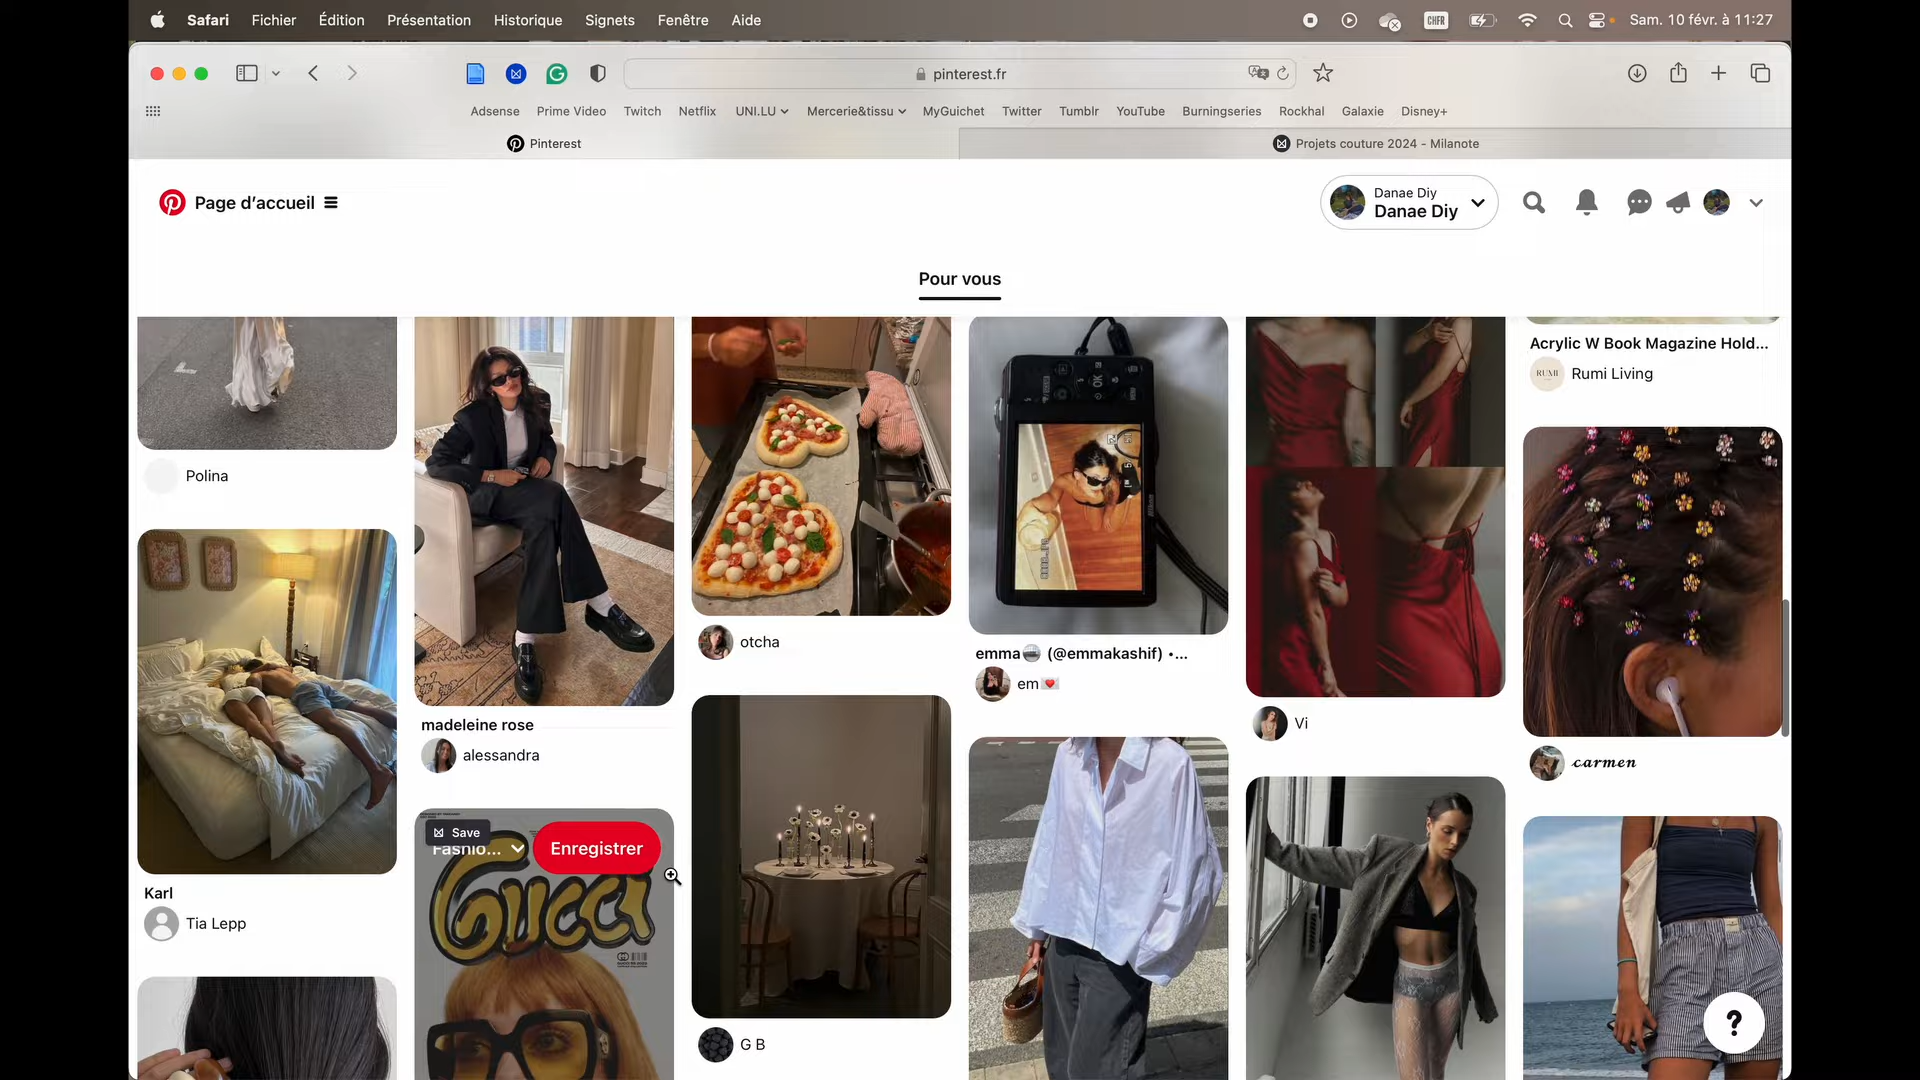 Safari Fichier Édition Présentation Historique Signets Fenêtre Aide CHFR Sam. 10 févr. à 11:27
pinterest.fr
Adsense Prime Video Twitch Netflix UNI.LU Mercerie&tissu MyGuichet Twitter Tumblr YouTube Burningseries Rockhal Galaxie Disney+
Pinterest Projets couture 2024 - Milanote
Page d'accueil
Danae Diy
Danae Diy
Pour vous
Acrylic W Book Magazine Hold...
RUMI Rumi Living
Polina
otcha
emma (@emmakashif) •...
em
madeleine rose
alessandra
Vi
carmen
Save
Fashio... Enregistrer
GUCCI
Karl
Tia Lepp
G B
?